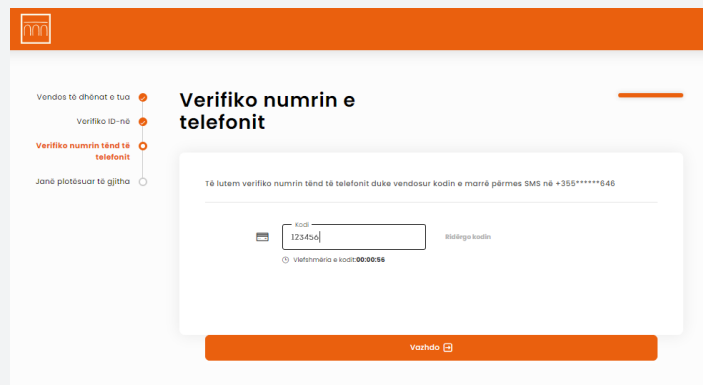 Vendos të dhënat e tua
Verifiko ID-në
Verifiko numrin tënd të
telefonit
Janë plotësuar të gjitha
Verifiko numrin e
telefonit
Të lutem verifiko numrin tënd të telefonit duke vendosur kodin e marrë përmes SMS në +355******646
Kodi
123456
Ridërgo kodin
Vlefshmëria e kodit:00:00:56
Vazhdo